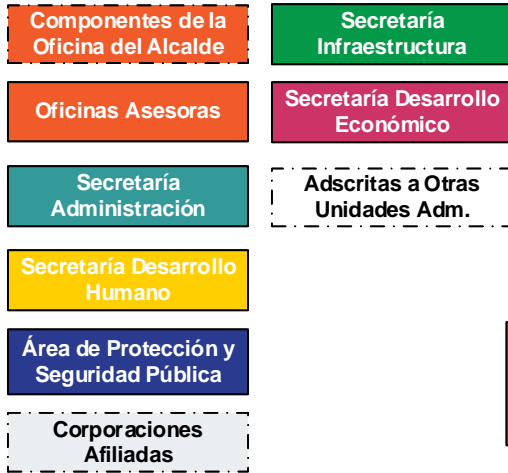 Componentes de la
Oficina del Alcalde
Oficinas Asesoras
Secretaría
Administración
Secretaría Desarrollo
Humano
Área de Protección y
Seguridad Pública
Corporaciones
Afiliadas
Secretaría
Infraestructura
Secretaría Desarrollo
Económico
Adscritas a Otras
Unidades Adm.